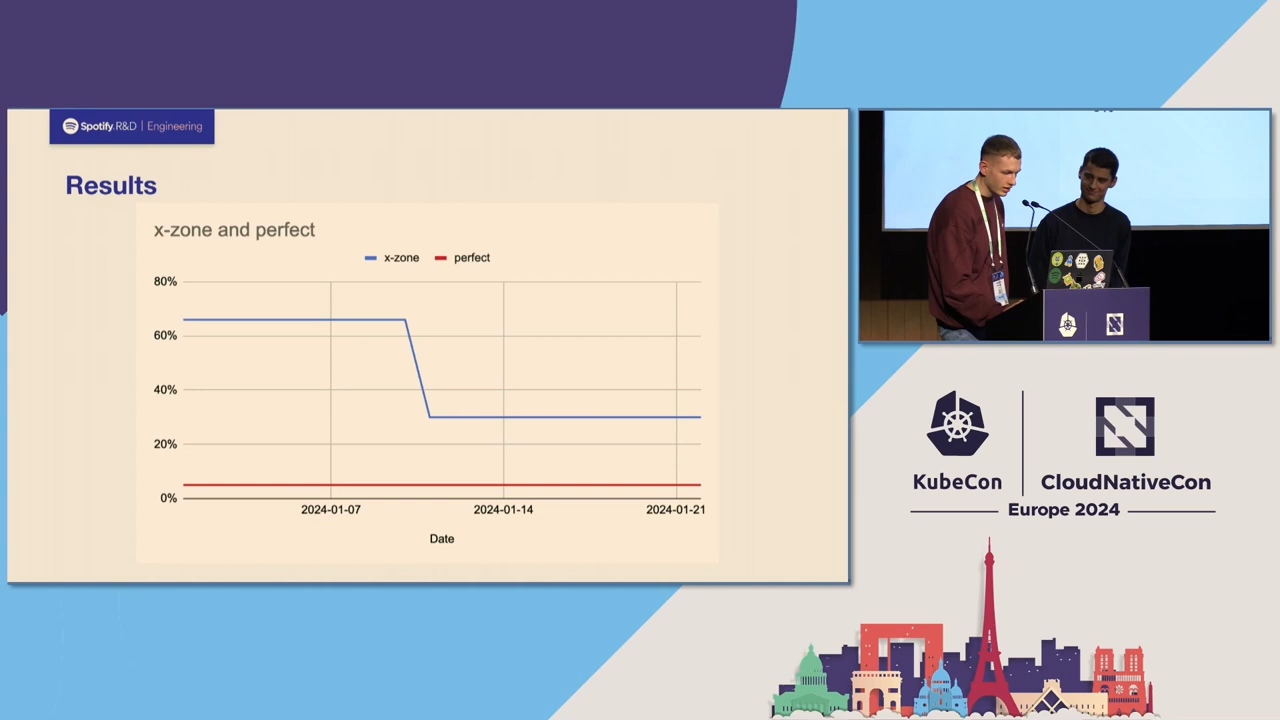 Spotify R&D | Engineering
Results
x-zone and perfect
x-zone perfect
80%
60%
40%
20%
0%
2024-01-07 2024-01-14 2024-01-21
Date
KubeCon CloudNativeCon
Europe 2024